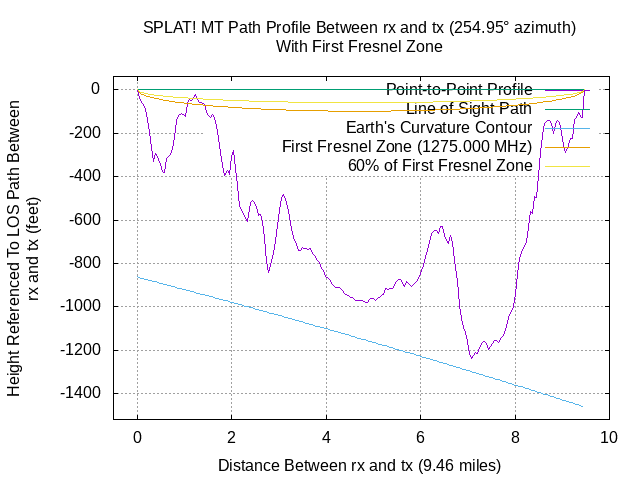 SPLAT! MT Path Profile Between rx and tx (254.95° azimuth)
With First Fresnel Zone
Height Referenced To LOS Path Between
rx and tx (feet)
0
-200
-400
-600
-800
-1000
-1200
-1400
Point-to-Point Profile
Line of Sight Path
Earth's Curvature Contour
First Fresnel Zone (1275.000 MHz)
60% of First Fresnel Zone
0 2 4 6 8 10
Distance Between rx and tx (9.46 miles)